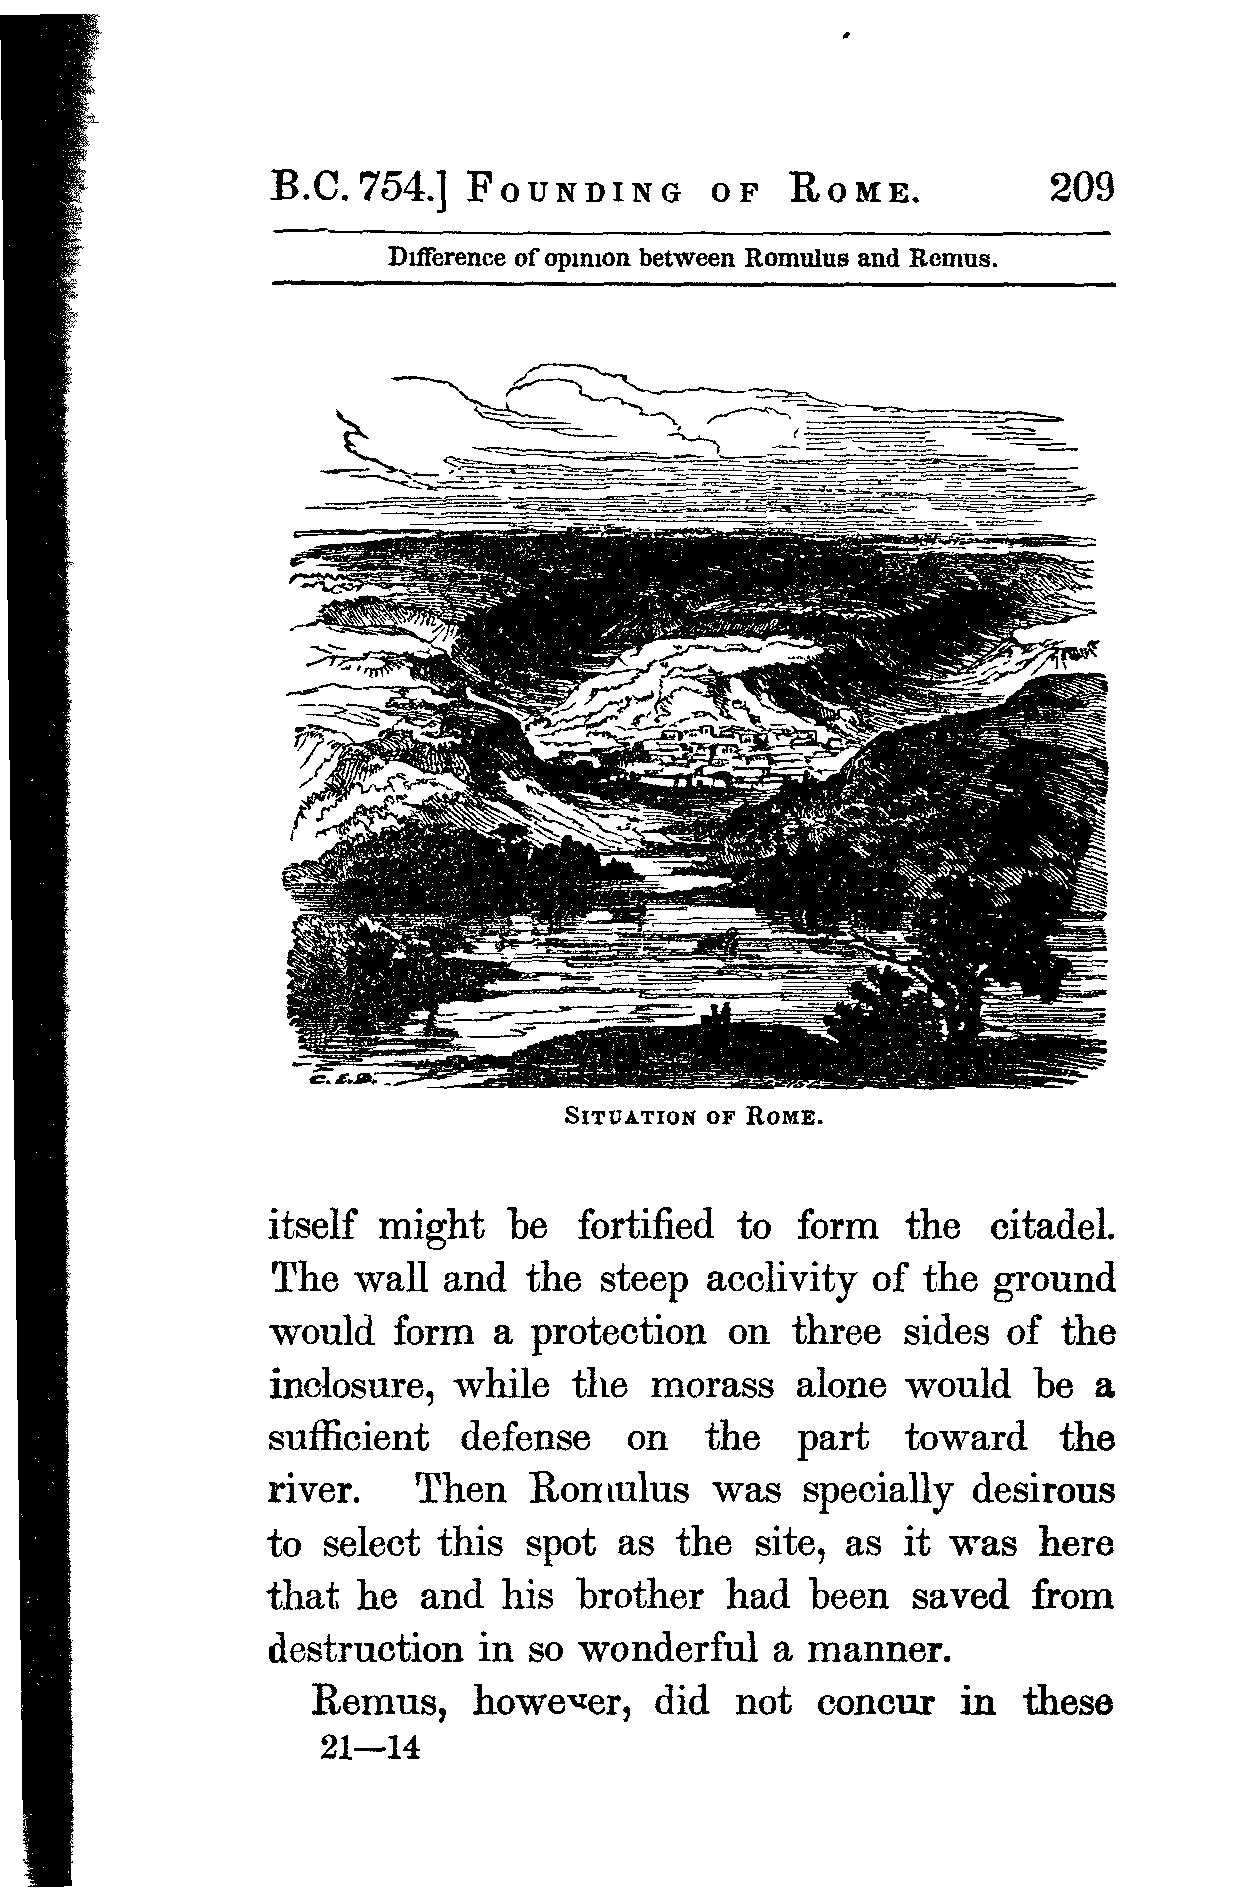 B.C. 754.] FOUNDING OF ROME. 209
Difference of opinion between Romulus and Remus.
C.E.D.
SITUATION OF ROME.
itself might be fortified to form the citadel.
The wall and the steep acclivity of the ground
would form a protection on three sides of the
inclosure, while the morass alone would be a
sufficient defense on the part toward the
river. Then Romulus was specially desirous
to select this spot as the site, as it was here
that he and his brother had been saved from
destruction in so wonderful a manner.
Remus, however, did not concur in these
21—14